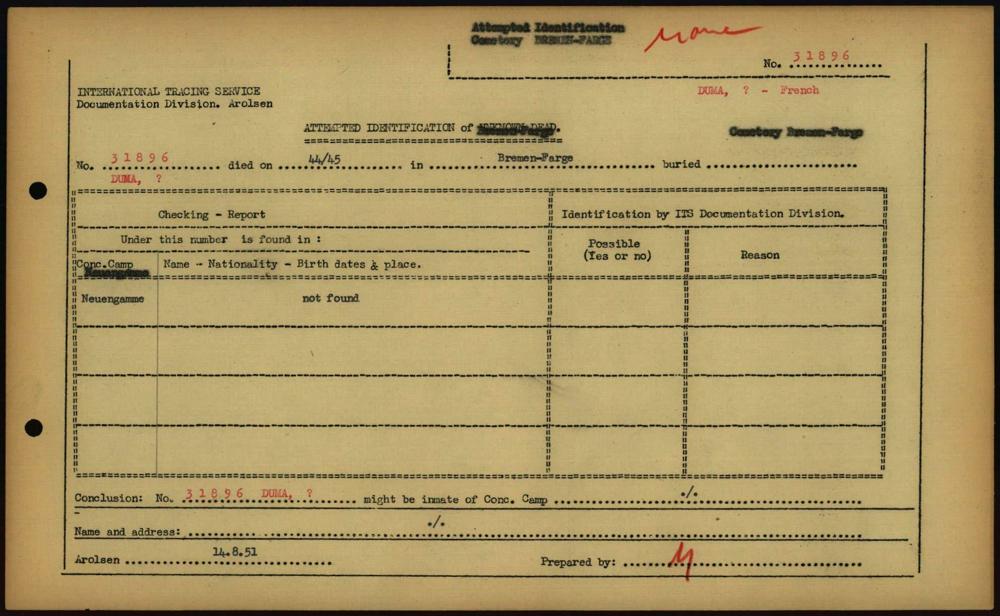 Attempted Identification
Cemetery BREMEN-FARGE
None
No. 31896
DUMA, ? - French
INTERNATIONAL TRACING SERVICE
Documentation Division. Arolsen
ATTEMPTED IDENTIFICATION of UNKNOWN DEAD.
Cemetery Bremen-Farge
No. 31896 died on 44/45 in Bremen-Farge buried
DUMA, ?
Checking - Report
Identification by ITS Documentation Division.
Under this number is found in :
Possible
(Yes or no)
Reason
Conc.Camp
Name - Nationality - Birth dates & place.
Neuengamme
Neuengamme
not found
Conclusion: No. 31896 DUMA, ? might be inmate of Conc. Camp ./.
Name and address: ./.
Arolsen 14.8.51
Prepared by: